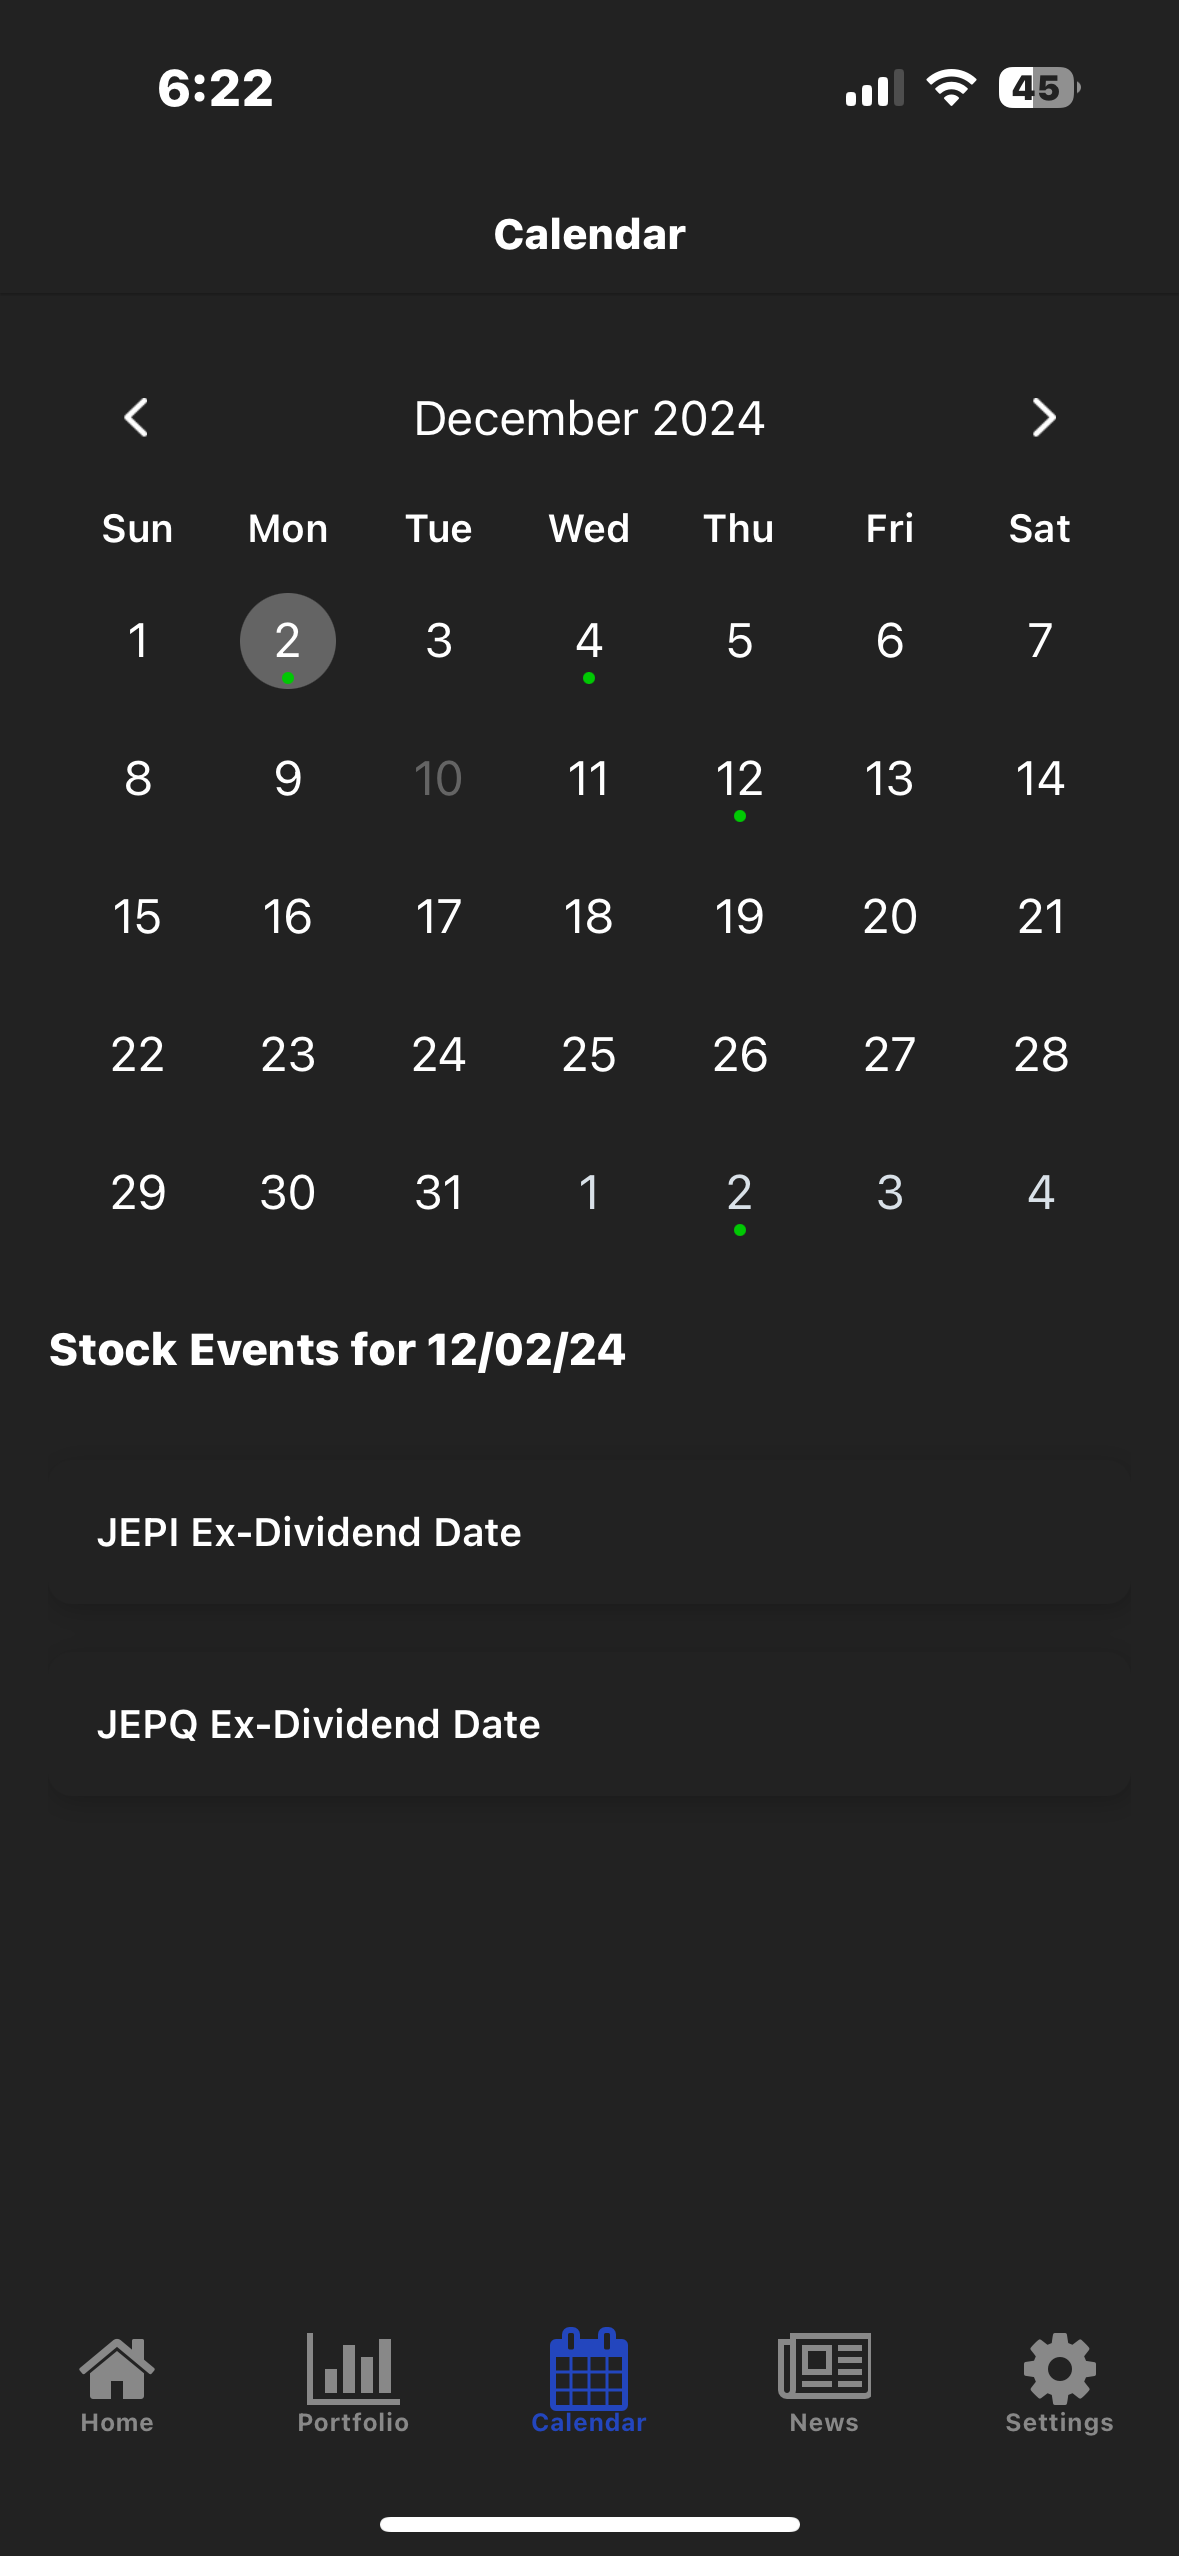 6:22
45
Calendar
December 2024
Sun Mon Tue Wed Thu Fri Sat
1 2 3 4 5 6 7
8 9 10 11 12 13 14
15 16 17 18 19 20 21
22 23 24 25 26 27 28
29 30 31 1 2 3 4
Stock Events for 12/02/24
JEPI Ex-Dividend Date
JEPQ Ex-Dividend Date
Home Portfolio Calendar News Settings